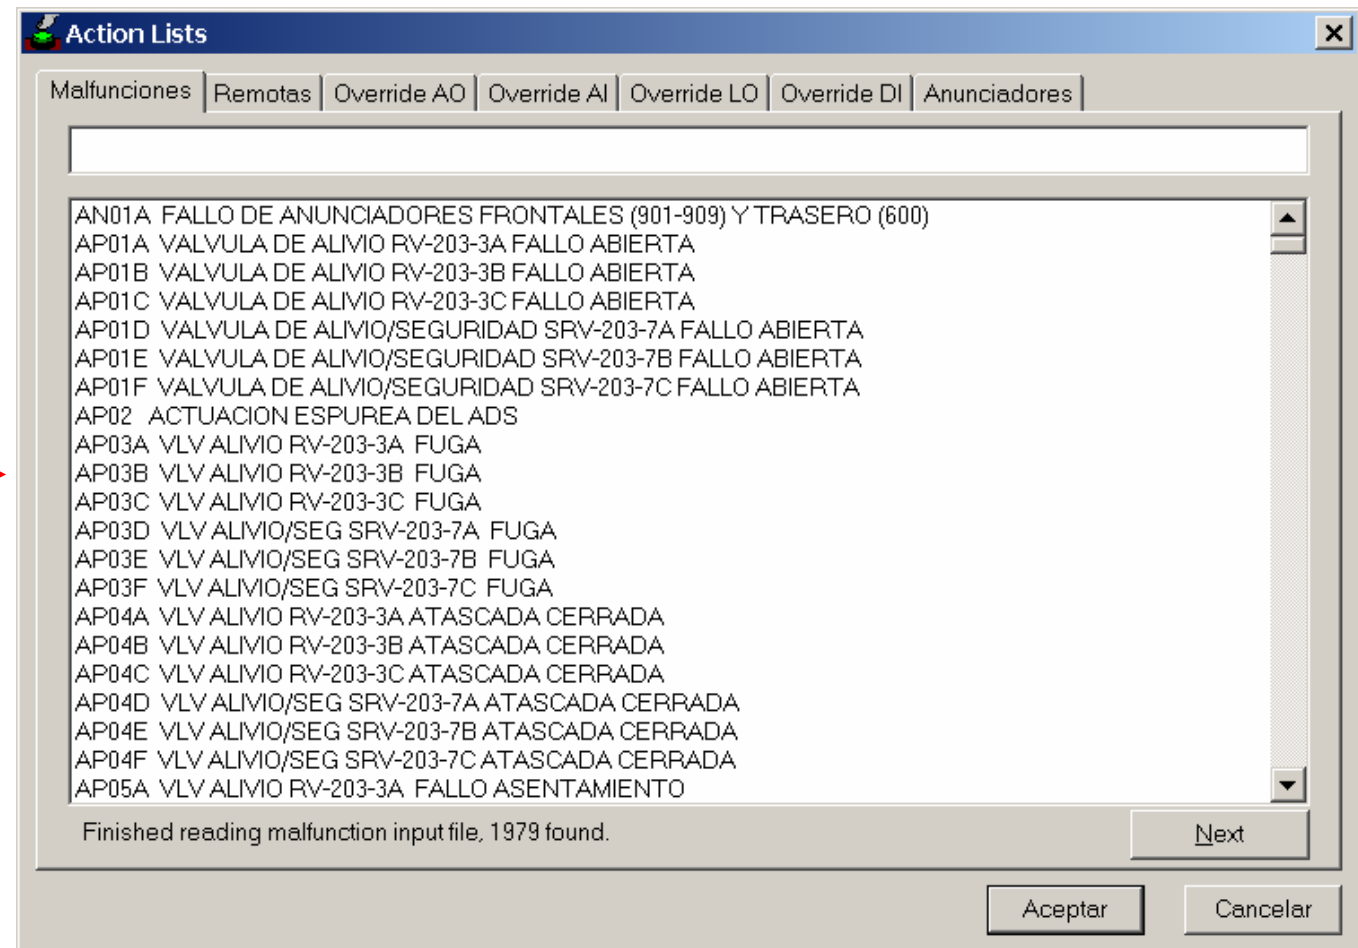 Action Lists
Malfunciones Remotas Override AO Override AI Override LO Override DI Anunciadores
AN01A FALLO DE ANUNCIADORES FRONTALES (901-909) Y TRASERO (600)
AP01A VALVULA DE ALIVIO RV-203-3A FALLO ABIERTA
AP01B VALVULA DE ALIVIO RV-203-3B FALLO ABIERTA
AP01C VALVULA DE ALIVIO RV-203-3C FALLO ABIERTA
AP01D VALVULA DE ALIVIO/SEGURIDAD SRV-203-7A FALLO ABIERTA
AP01E VALVULA DE ALIVIO/SEGURIDAD SRV-203-7B FALLO ABIERTA
AP01F VALVULA DE ALIVIO/SEGURIDAD SRV-203-7C FALLO ABIERTA
AP02 ACTUACION ESPUREA DEL ADS
AP03A VLV ALIVIO RV-203-3A FUGA
AP03B VLV ALIVIO RV-203-3B FUGA
AP03C VLV ALIVIO RV-203-3C FUGA
AP03D VLV ALIVIO/SEG SRV-203-7A FUGA
AP03E VLV ALIVIO/SEG SRV-203-7B FUGA
AP03F VLV ALIVIO/SEG SRV-203-7C FUGA
AP04A VLV ALIVIO RV-203-3A ATASCADA CERRADA
AP04B VLV ALIVIO RV-203-3B ATASCADA CERRADA
AP04C VLV ALIVIO RV-203-3C ATASCADA CERRADA
AP04D VLV ALIVIO/SEG SRV-203-7A ATASCADA CERRADA
AP04E VLV ALIVIO/SEG SRV-203-7B ATASCADA CERRADA
AP04F VLV ALIVIO/SEG SRV-203-7C ATASCADA CERRADA
AP05A VLV ALIVIO RV-203-3A FALLO ASENTAMIENTO
Finished reading malfunction input file, 1979 found.
Next
Aceptar Cancelar